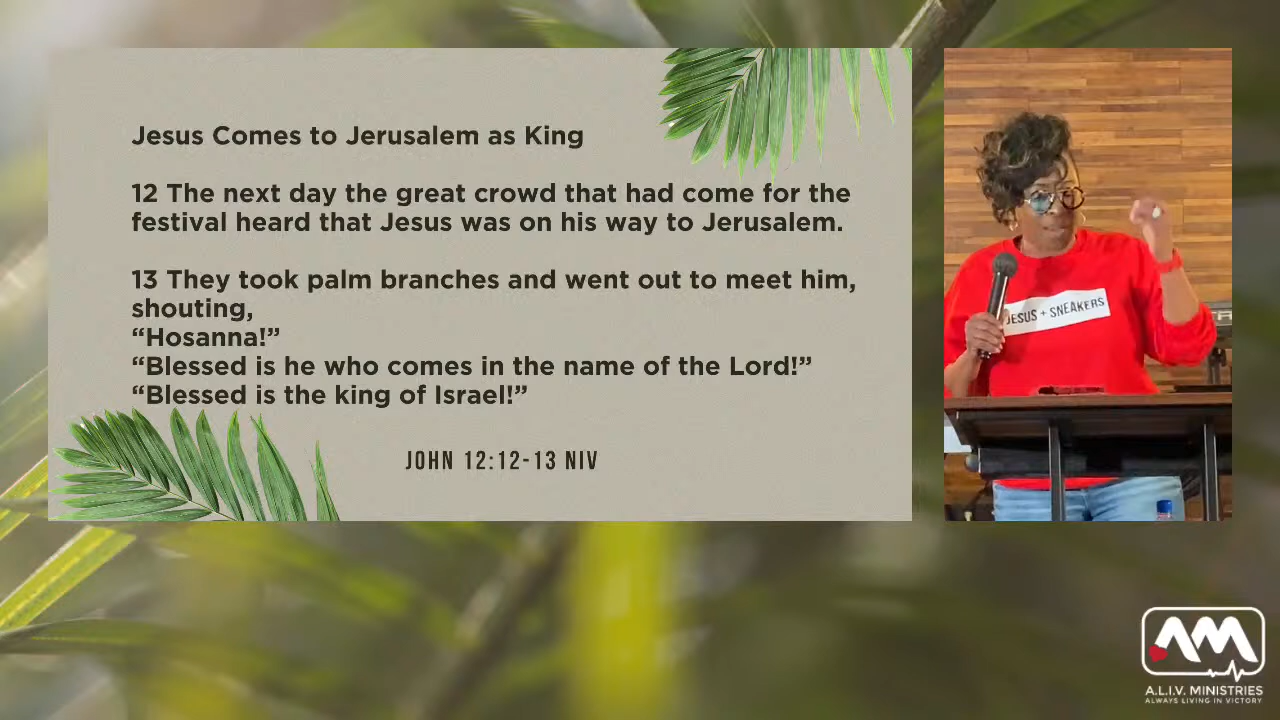 Jesus Comes to Jerusalem as King
12 The next day the great crowd that had come for the
festival heard that Jesus was on his way to Jerusalem.
13 They took palm branches and went out to meet him,
shouting,
“Hosanna!”
“Blessed is he who comes in the name of the Lord!”
“Blessed is the king of Israel!”
JOHN 12:12-13 NIV
JESUS + SNEAKERS
AM
A.L.I.V. MINISTRIES
ALWAYS LIVING IN VICTORY